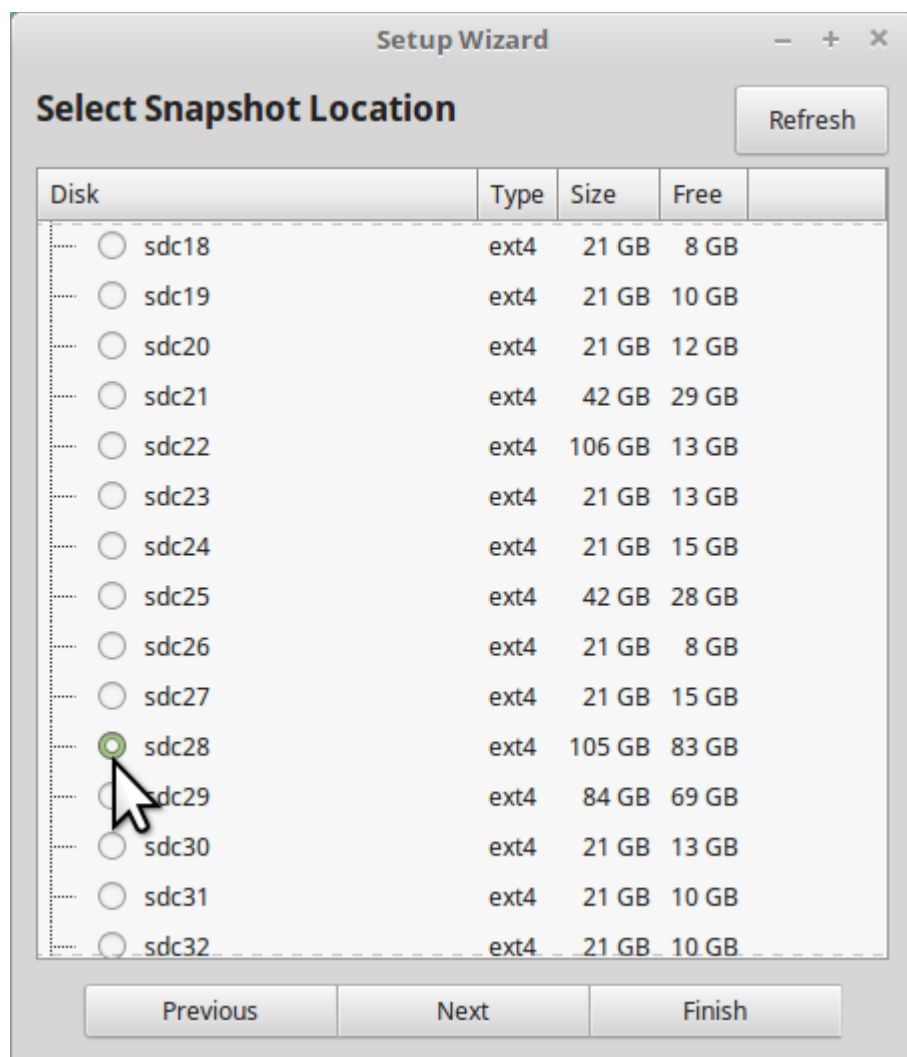 Setup Wizard
Select Snapshot Location
Refresh
Disk Type Size Free
sdc18 ext4 21 GB 8 GB
sdc19 ext4 21 GB 10 GB
sdc20 ext4 21 GB 12 GB
sdc21 ext4 42 GB 29 GB
sdc22 ext4 106 GB 13 GB
sdc23 ext4 21 GB 13 GB
sdc24 ext4 21 GB 15 GB
sdc25 ext4 42 GB 28 GB
sdc26 ext4 21 GB 8 GB
sdc27 ext4 21 GB 15 GB
sdc28 ext4 105 GB 83 GB
sdc29 ext4 84 GB 69 GB
sdc30 ext4 21 GB 13 GB
sdc31 ext4 21 GB 10 GB
sdc32 ext4 21 GB 10 GB
Previous Next Finish